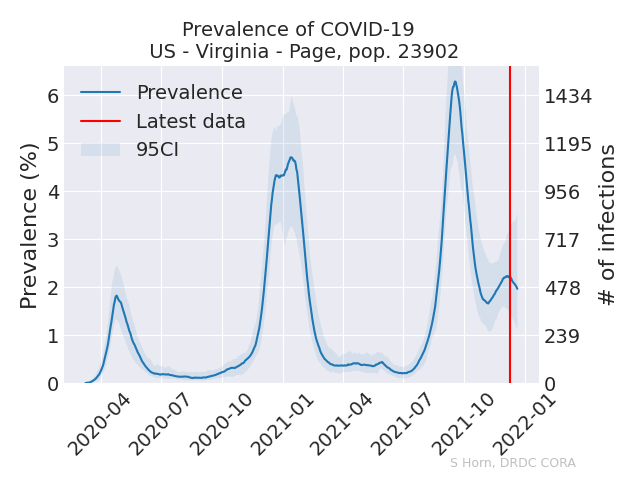 Prevalence of COVID-19
US - Virginia - Page, pop. 23902
Prevalence
Latest data
95CI
Prevalence (%)
6
5
4
3
2
1
0
# of infections
1434
1195
956
717
478
239
0
2020-04
2020-07
2020-10
2021-01
2021-04
2021-07
2021-10
2022-01
S Horn, DRDC CORA